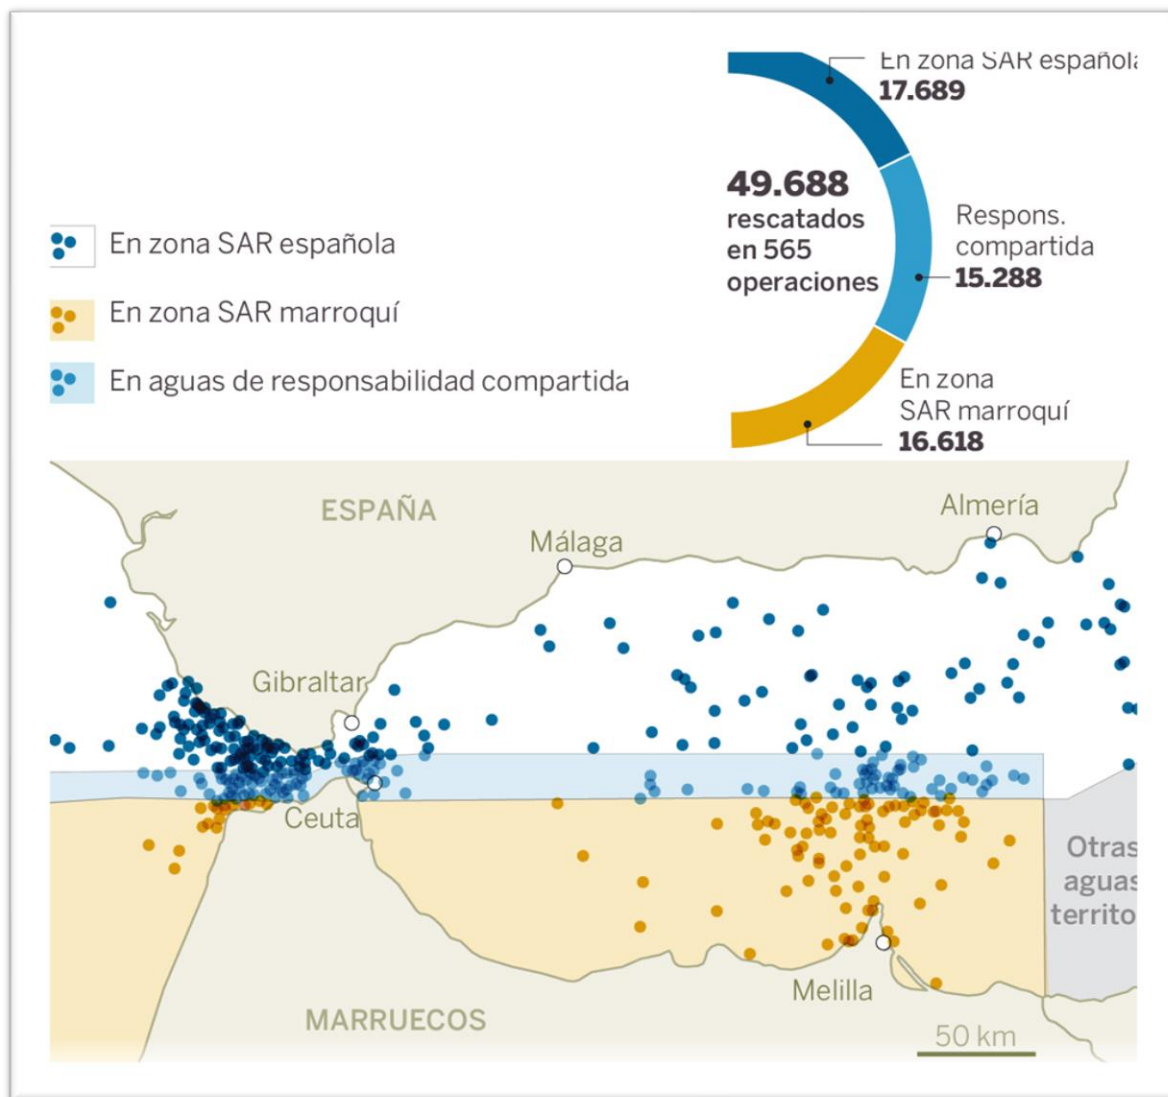 En zona SAR española
17.689
49.688
rescatados
en 565
operaciones
Respons.
compartida
15.288
En zona
SAR marroquí
16.618
En zona SAR española
En zona SAR marroquí
En aguas de responsabilidad compartida
ESPAÑA
Málaga
Almería
Gibraltar
Ceuta
Otras
aguas
territo
Melilla
MARRUECOS
50 km